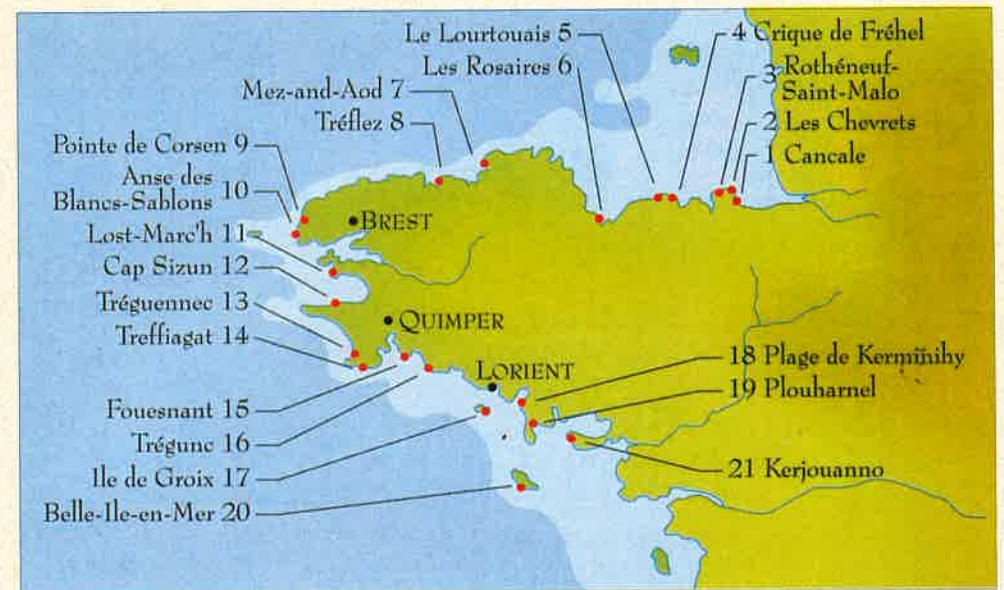 Le Lourtouais 5
4 Crique de Fréhel
Les Rosaires 6
3 Rothéneuf-
Saint-Malo
Mez-and-Aod 7
2 Les Chevrets
Tréflez 8
1 Cancale
Pointe de Corsen 9
Anse des
Blancs-Sablons 10
BREST
Lost-Marc'h 11
Cap Sizun 12
Tréguennec 13
QUIMPER
Treffiagat 14
18 Plage de Kerminihy
LORIENT
19 Plouharnel
Fouesnant 15
Trégunc 16
21 Kerjouanno
Ile de Groix 17
Belle-Ile-en-Mer 20